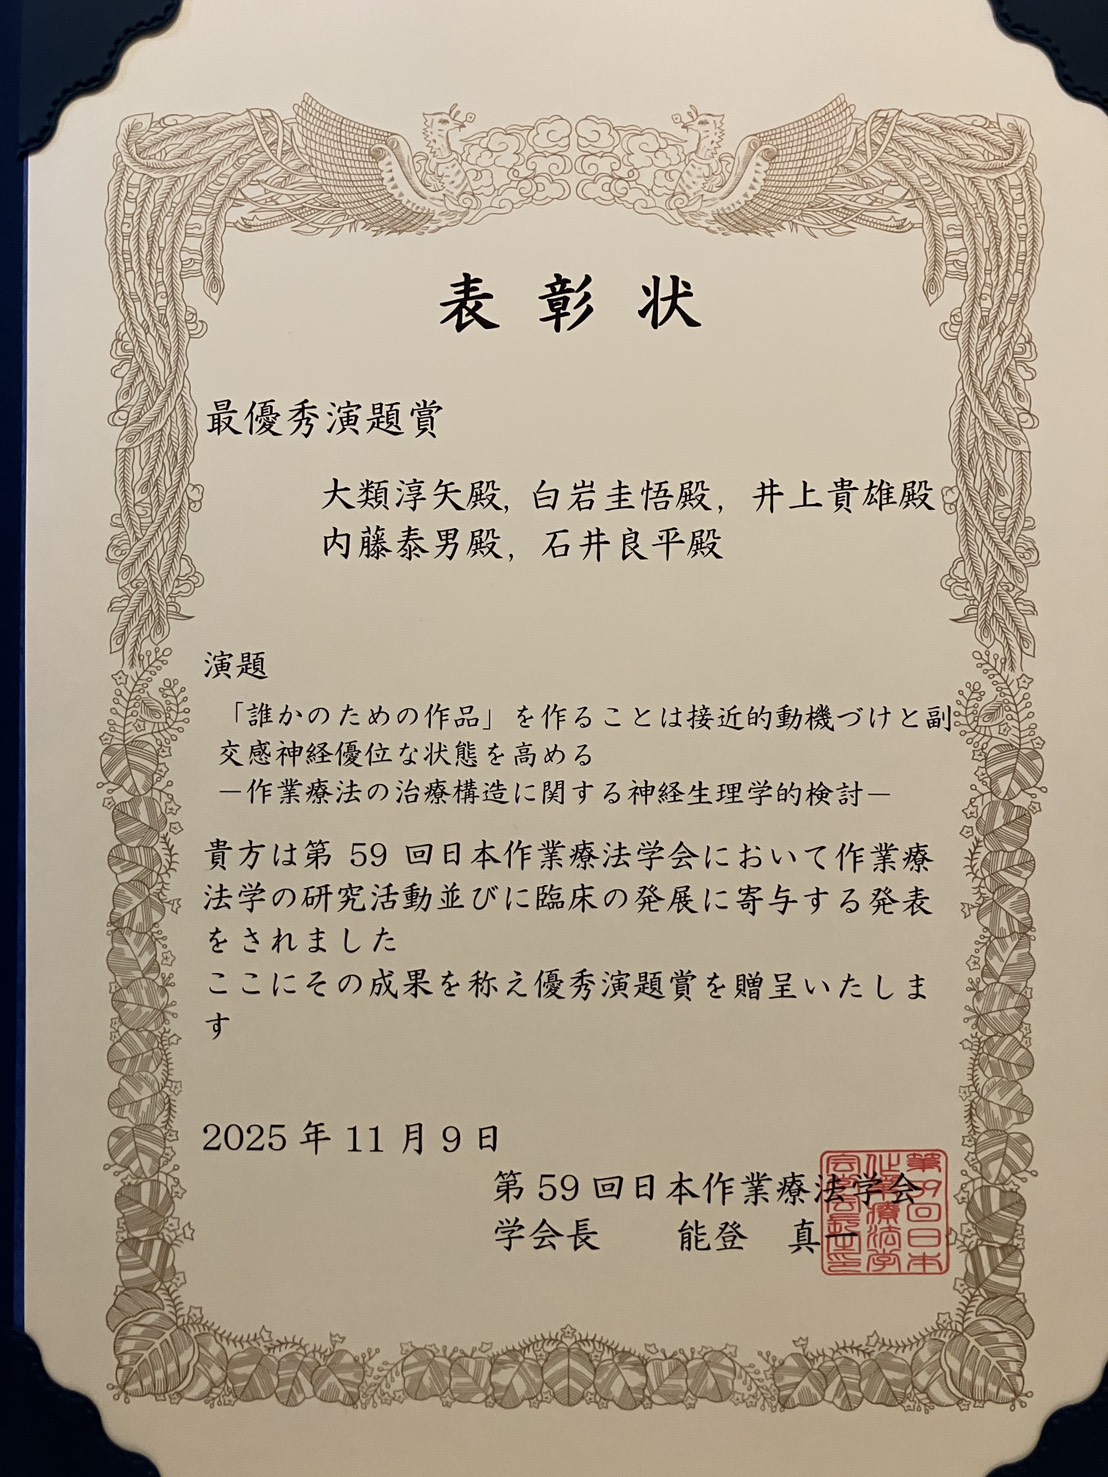 表彰状
最優秀演題賞
大類淳矢殿，白岩圭悟殿，井上貴雄殿
内藤泰男殿，石井良平殿
演題
「誰かのための作品」を作ることは接近的動機づけと副
交感神経優位な状態を高める
－作業療法の治療構造に関する神経生理学的検討－
貴方は第 59 回日本作業療法学会において作業療
法学の研究活動並びに臨床の発展に寄与する発表
をされました
ここにその成果を称え優秀演題賞を贈呈いたしま
す
2025 年 11 月 9 日
第 59 回日本作業療法学会
学会長　能登　真一